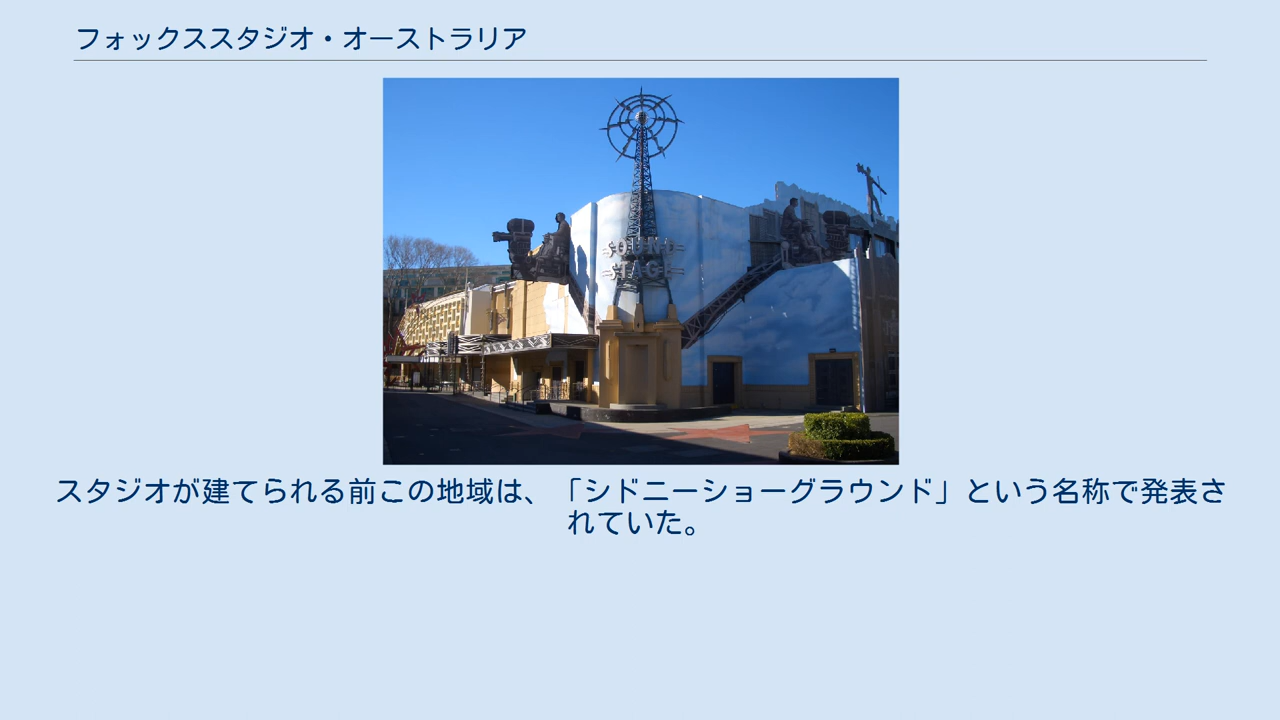 フォックススタジオ・オーストラリア
SOUND
STAGE
スタジオが建てられる前この地域は、「シドニーショーグラウンド」という名称で発表さ
れていた。